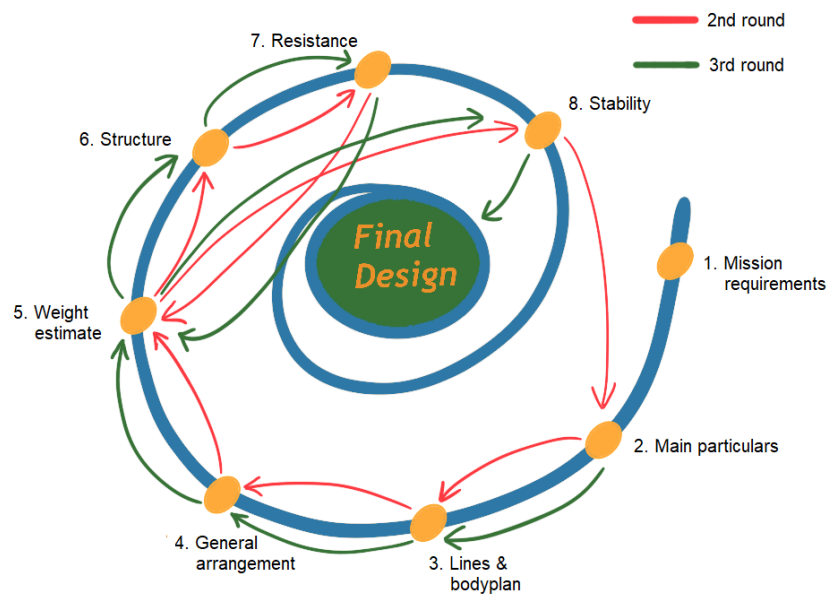 2nd round
3rd round
7. Resistance
8. Stability
6. Structure
Final
Design
1. Mission
requirements
5. Weight
estimate
2. Main particulars
4. General
arrangement
3. Lines &
bodyplan